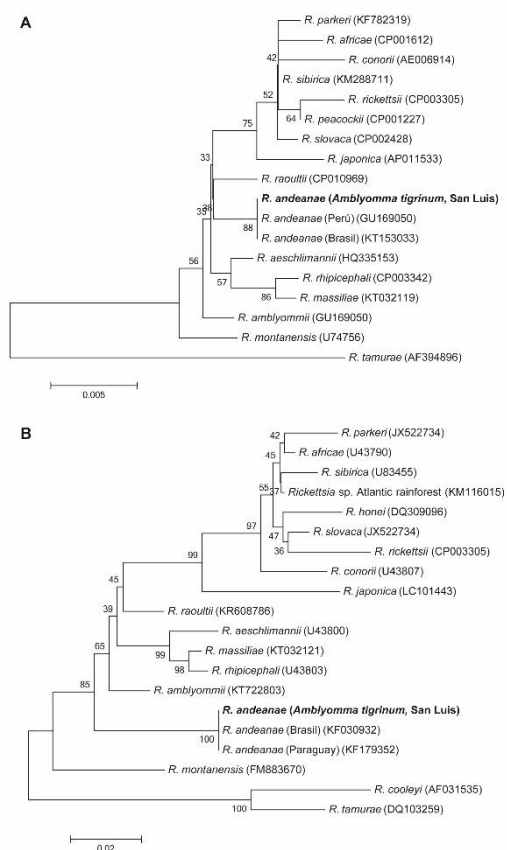 A
R. parkeri (KF782319)
R. africae (CP001612)
42
R. conorii (AE006914)
R. sibirica (KM288711)
52
R. rickettsii (CP003305)
64
R. peacockii (CP001227)
75
R. slovaca (CP002428)
33
R. japonica (AP011533)
R. raoultii (CP010969)
R. andeanae (Amblyomma tigrinum, San Luis)
35
38
R. andeanae (Perú) (GU169050)
88
R. andeanae (Brasil) (KT153033)
R. aeschlimannii (HQ335153)
56
57
R. rhipicephali (CP003342)
86
R. massiliae (KT032119)
R. amblyommii (GU169050)
R. montanensis (U74756)
R. tamurae (AF394896)
0.005
B
42
R. parkeri (JX522734)
R. africae (U43790)
45
R. sibirica (U83455)
55
37
Rickettsia sp. Atlantic rainforest (KM116015)
R. honei (DQ309096)
97
47
R. slovaca (JX522734)
36
R. rickettsii (CP003305)
99
R. conorii (U43807)
45
R. japonica (LC101443)
39
R. raoultii (KR608786)
R. aeschlimannii (U43800)
65
99
R. massiliae (KT032121)
98
R. rhipicephali (U43803)
85
R. amblyommii (KT722803)
R. andeanae (Amblyomma tigrinum, San Luis)
R. andeanae (Brasil) (KF030932)
100
R. andeanae (Paraguay) (KF179352)
R. montanensis (FM883670)
R. cooleyi (AF031535)
100
R. tamurae (DQ103259)
0.02